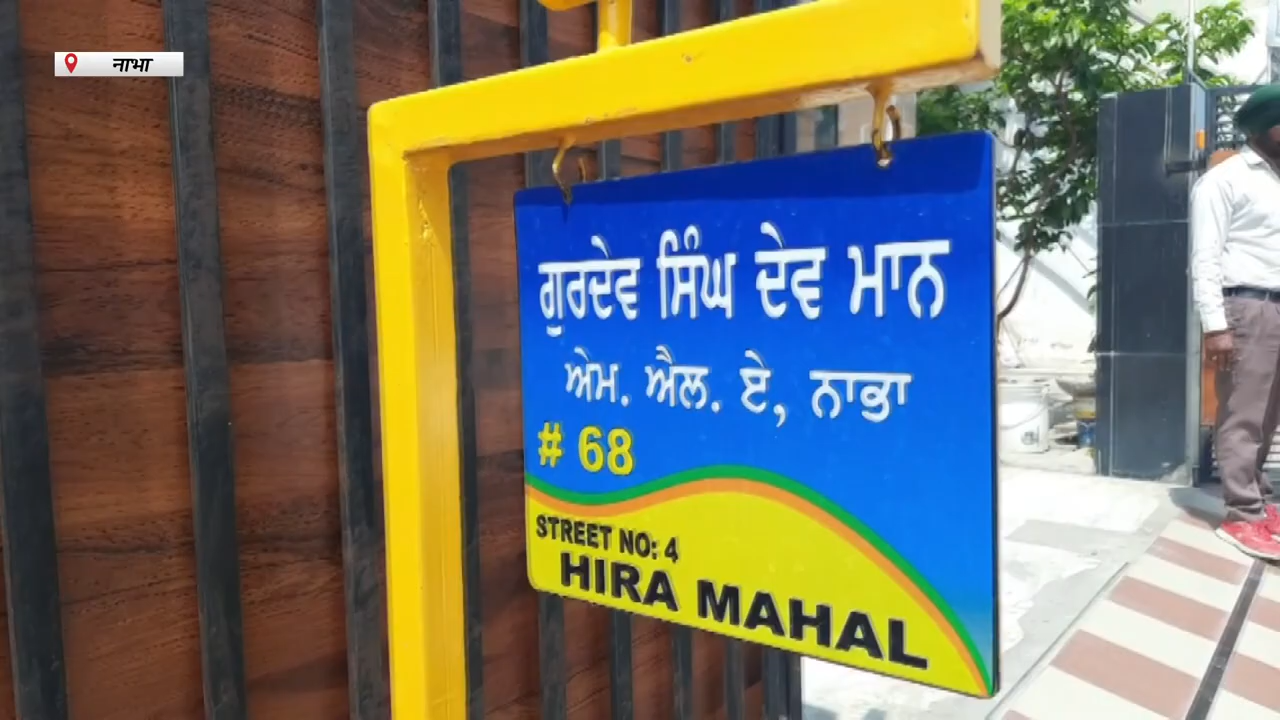 नाभा
ਗੁਰਦੇਵ ਸਿੰਘ ਦੇਵ ਮਾਨ
ਐਮ. ਐਲ. ਏ, ਨਾਭਾ
# 68
STREET NO: 4
HIRA MAHAL